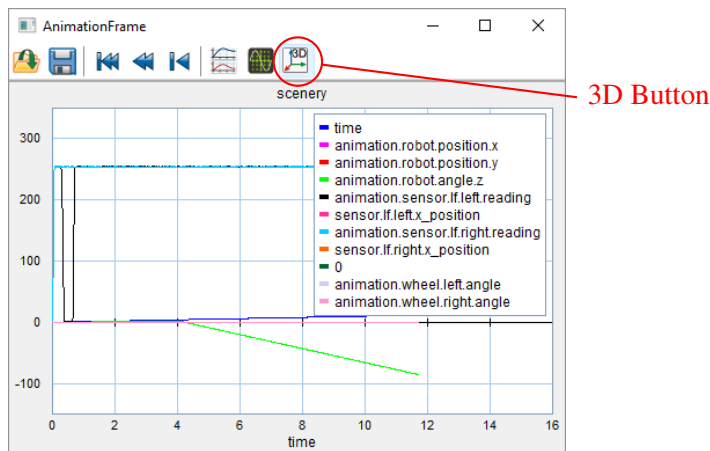 AnimationFrame
3D
3D Button
scenery
time
animation.robot.position.x
animation.robot.position.y
animation.robot.angle.z
animation.sensor.lf.left.reading
sensor.lf.left.x_position
animation.sensor.lf.right.reading
sensor.lf.right.x_position
0
animation.wheel.left.angle
animation.wheel.right.angle
300
200
100
0
-100
0 2 4 6 8 10 12 14 16
time